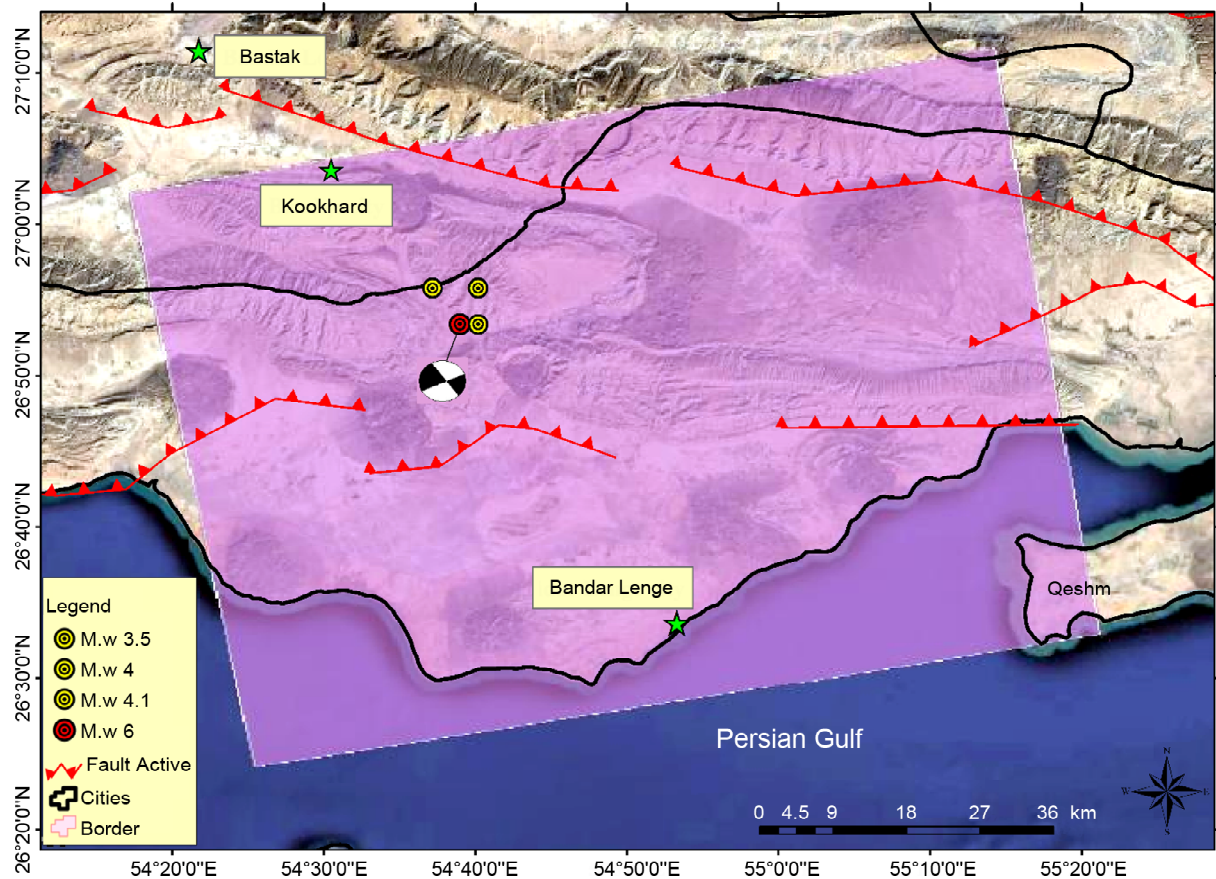 Bastak
Kookhard
Bandar Lenge
Qeshm
Persian Gulf
Legend
M.w 3.5
M.w 4
M.w 4.1
M.w 6
Fault Active
Cities
Border
N
W
E
S
0 4.5 9 18 27 36 km
27°10'0"N
27°0'0"N
26°50'0"N
26°40'0"N
26°30'0"N
26°20'0"N
54°20'0"E 54°30'0"E 54°40'0"E 54°50'0"E 55°0'0"E 55°10'0"E 55°20'0"E